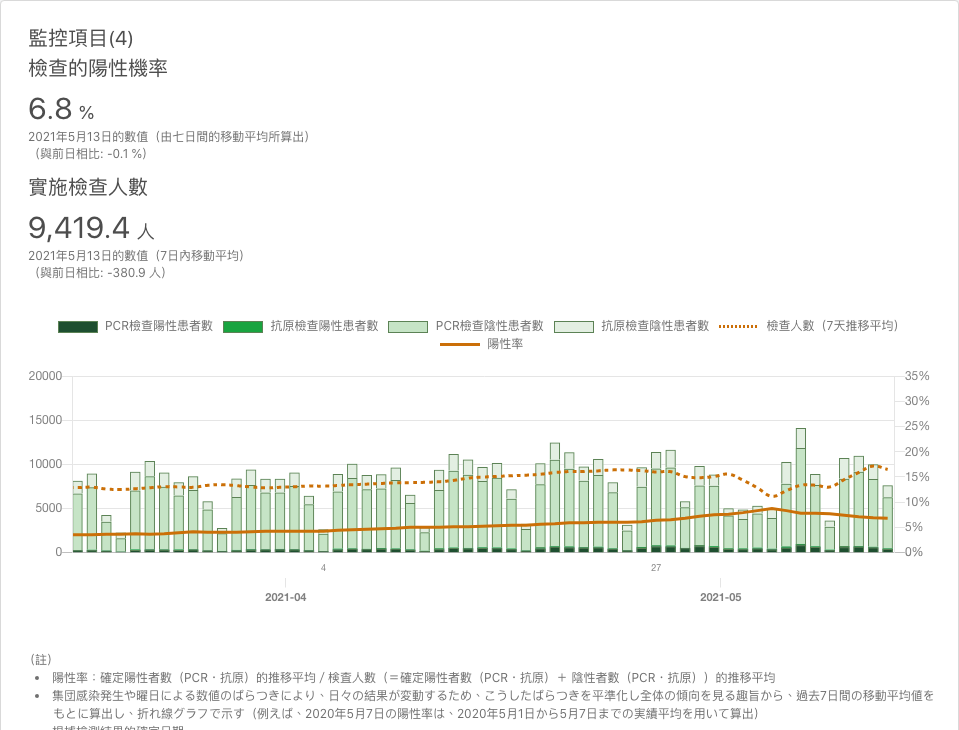 監控項目(4)
檢查的陽性機率
6.8 %
2021年5月13日的數值（由七日間的移動平均所算出）
（與前日相比: -0.1 %）
實施檢查人數
9,419.4 人
2021年5月13日的數值（7日內移動平均）
（與前日相比: -380.9 人）
PCR檢查陽性患者數 抗原檢查陽性患者數 PCR檢查陰性患者數 抗原檢查陰性患者數 檢查人數（7天推移平均）
陽性率
20000 35%
30%
15000 25%
20%
10000 15%
10%
5000 5%
0 0%
4 27
2021-04 2021-05
（註）
陽性率：確定陽性者數（PCR・抗原）的推移平均 / 検査人數（＝確定陽性者數（PCR・抗原）＋ 陰性者數（PCR・抗原））的推移平均
集団感染発生や曜日による数値のばらつきにより、日々の結果が変動するため、こうしたばらつきを平準化し全体の傾向を見る趣旨から、過去7日間の移動平均値を
もとに算出し、折れ線グラフで示す（例えば、2020年5月7日の陽性率は、2020年5月1日から5月7日までの実績平均を用いて算出）